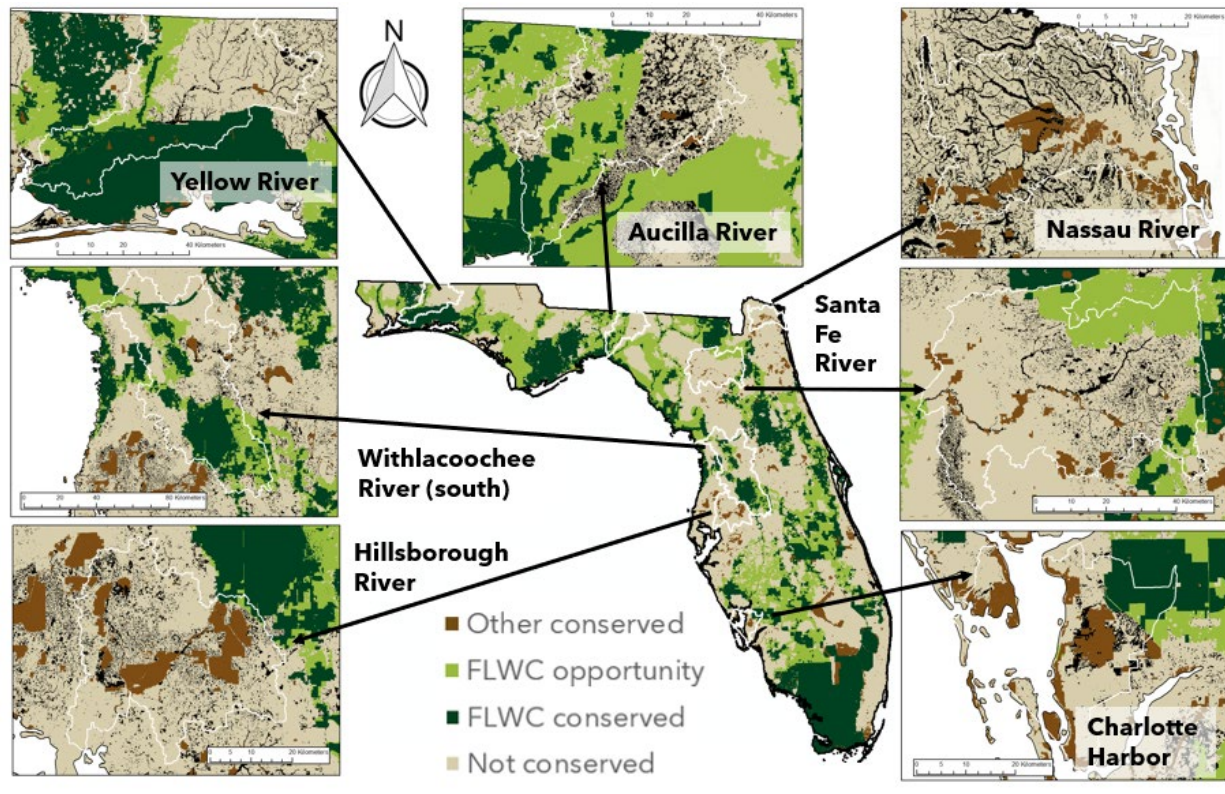 0 20 40 Kilometers
0 10 20 Kilometers
N
Yellow River
Aucilla River
Nassau River
0 10 20 40 Kilometers
Santa
Fe
River
Withlacoochee
River (south)
0 20 40 80 Kilometers
0 10 20 40 Kilometers
Hillsborough
River
Other conserved
FLWC opportunity
FLWC conserved
Not conserved
0 5 10 20 Kilometers
Charlotte
Harbor
0 5 10 20 Kilometers